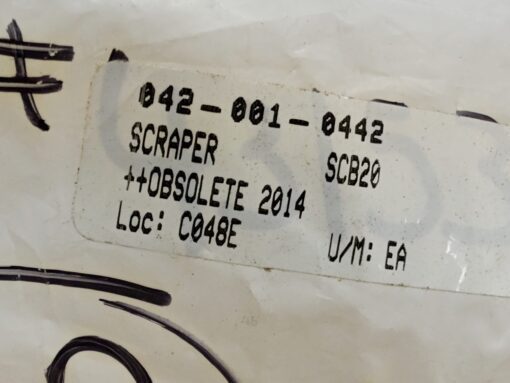 #
042-001-0442
SCRAPER SCB20
++OBSOLETE 2014
Loc: C048E U/M: EA